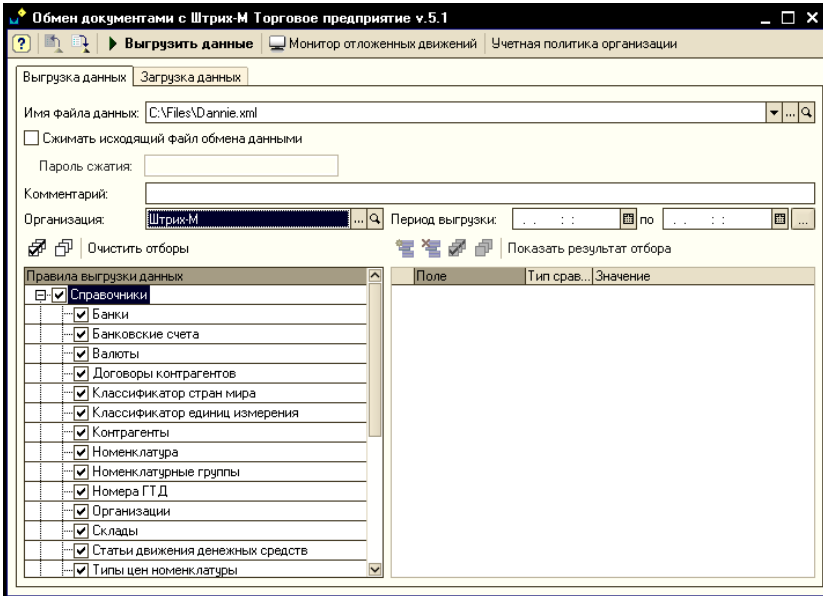 Обмен документами с Штрих-М Торговое предприятие v.5.1
? Выгрузить данные Монитор отложенных движений Учетная политика организации
Выгрузка данных Загрузка данных
Имя файла данных: C:\Files\Dannie.xml ...
Сжимать исходящий файл обмена данными
Пароль сжатия:
Комментарий:
Организация: Штрих-М ... Период выгрузки: . . : : по . . : : ...
Очистить отборы Показать результат отбора
Правила выгрузки данных Поле Тип срав... Значение
Справочники
Банки
Банковские счета
Валюты
Договоры контрагентов
Классификатор стран мира
Классификатор единиц измерения
Контрагенты
Номенклатура
Номенклатурные группы
Номера ГТД
Организации
Склады
Статьи движения денежных средств
Типы цен номенклатуры